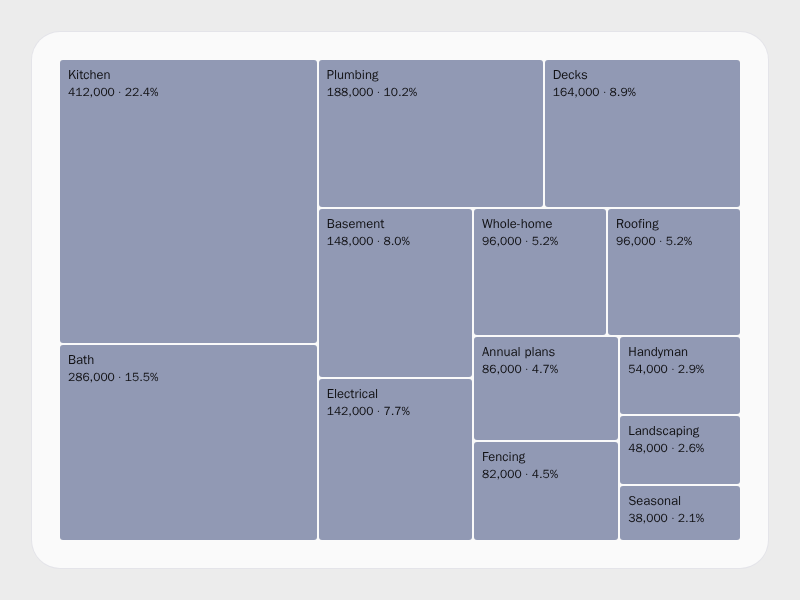 Kitchen
412,000 · 22.4%
Plumbing
188,000 · 10.2%
Decks
164,000 · 8.9%
Basement
148,000 · 8.0%
Whole-home
96,000 · 5.2%
Roofing
96,000 · 5.2%
Bath
286,000 · 15.5%
Electrical
142,000 · 7.7%
Annual plans
86,000 · 4.7%
Handyman
54,000 · 2.9%
Fencing
82,000 · 4.5%
Landscaping
48,000 · 2.6%
Seasonal
38,000 · 2.1%